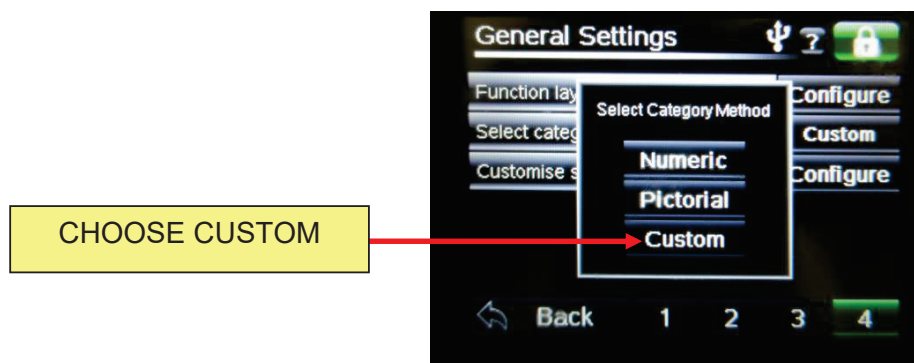 General Settings
?
Function lay
Configure
Select categ
Custom
Customise s
Configure
Select Category Method
Numeric
Pictorial
Custom
CHOOSE CUSTOM
Back 1 2 3 4